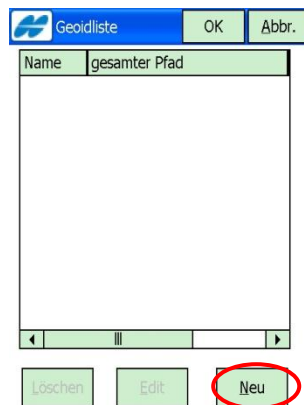 Geoidliste OK Abbr.
Name gesamter Pfad
Löschen Edit Neu